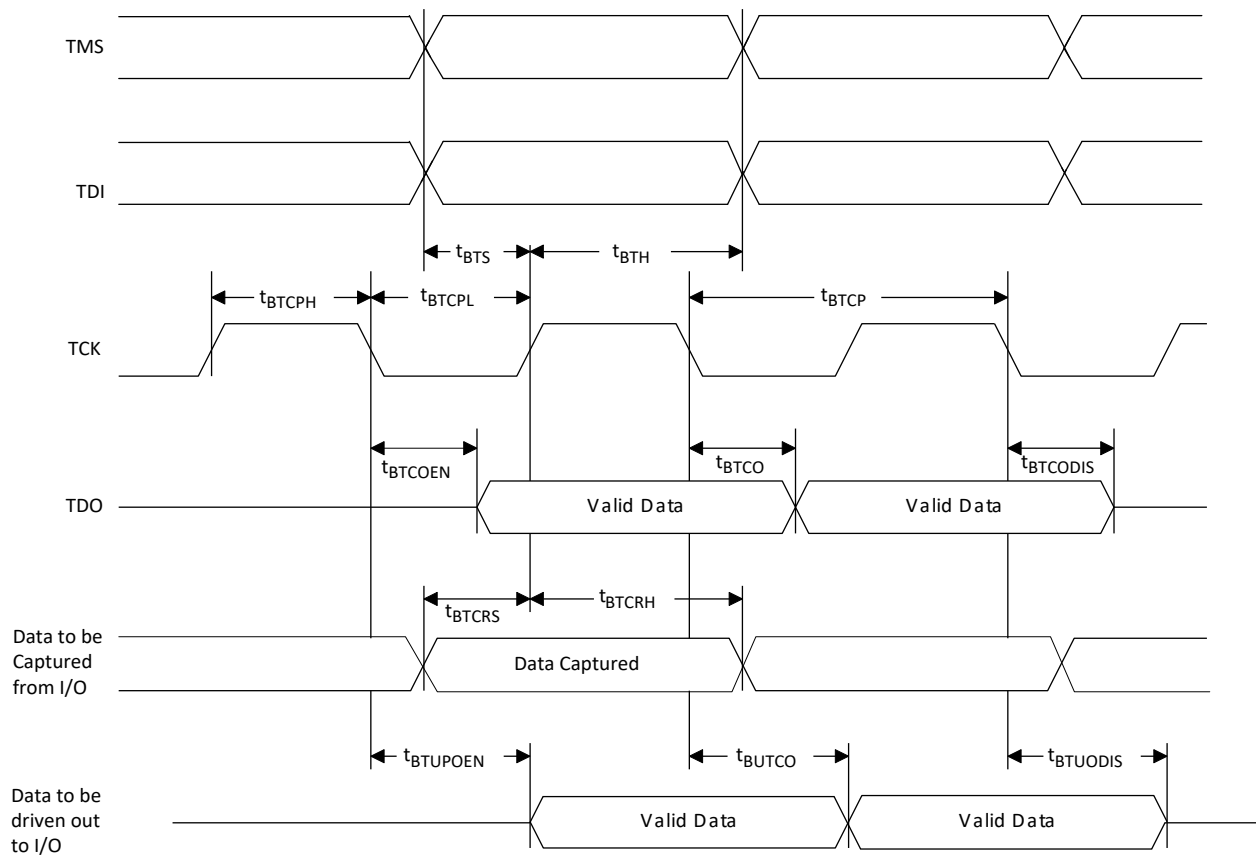 TMS
TDI
tBTS
tBTH
tBTCPH
tBTCPL
tBTCP
TCK
tBTCOEN
tBTCO
tBTCODIS
TDO
Valid Data
Valid Data
tBTCRS
tBTCRH
Data to be
Captured
from I/O
Data Captured
tBTUPOEN
tBUTCO
tBTUODIS
Data to be
driven out
to I/O
Valid Data
Valid Data